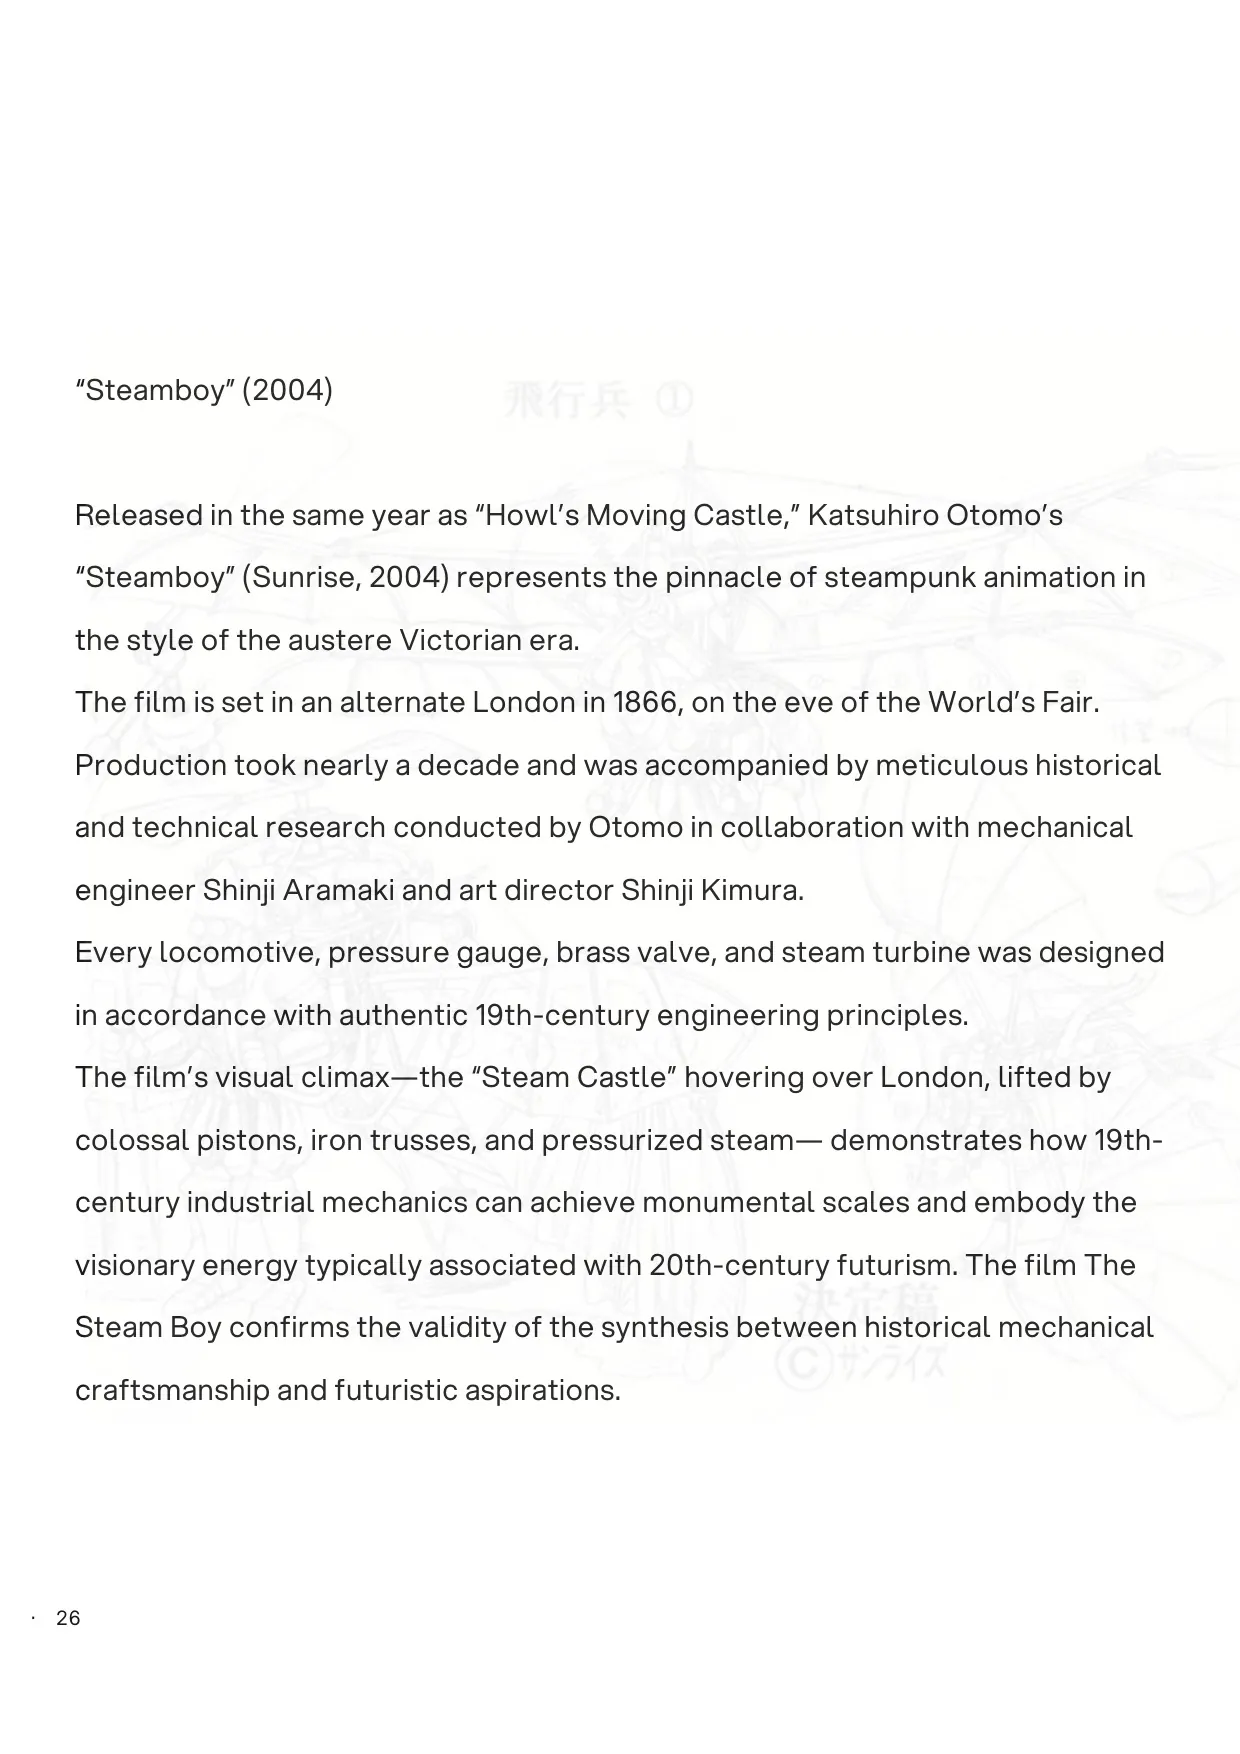 “Steamboy” (2004)
飛行兵 ①
Released in the same year as “Howl’s Moving Castle,” Katsuhiro Otomo’s
“Steamboy” (Sunrise, 2004) represents the pinnacle of steampunk animation in
the style of the austere Victorian era.
The film is set in an alternate London in 1866, on the eve of the World’s Fair.
Production took nearly a decade and was accompanied by meticulous historical
and technical research conducted by Otomo in collaboration with mechanical
engineer Shinji Aramaki and art director Shinji Kimura.
Every locomotive, pressure gauge, brass valve, and steam turbine was designed
in accordance with authentic 19th-century engineering principles.
The film’s visual climax—the “Steam Castle” hovering over London, lifted by
colossal pistons, iron trusses, and pressurized steam— demonstrates how 19th-
century industrial mechanics can achieve monumental scales and embody the
visionary energy typically associated with 20th-century futurism. The film The
決定稿
Steam Boy confirms the validity of the synthesis between historical mechanical
Ⓒサンライズ
craftsmanship and futuristic aspirations.
· 26